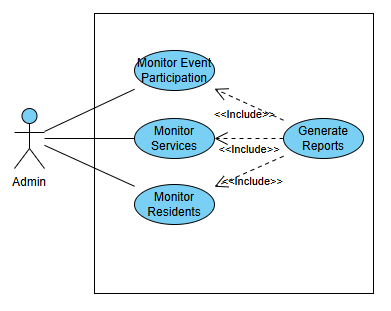 Monitor Event
Participation
<<Include>>
Monitor
Services
<<Include>>
Generate
Reports
Admin
<<Include>>
Monitor
Residents